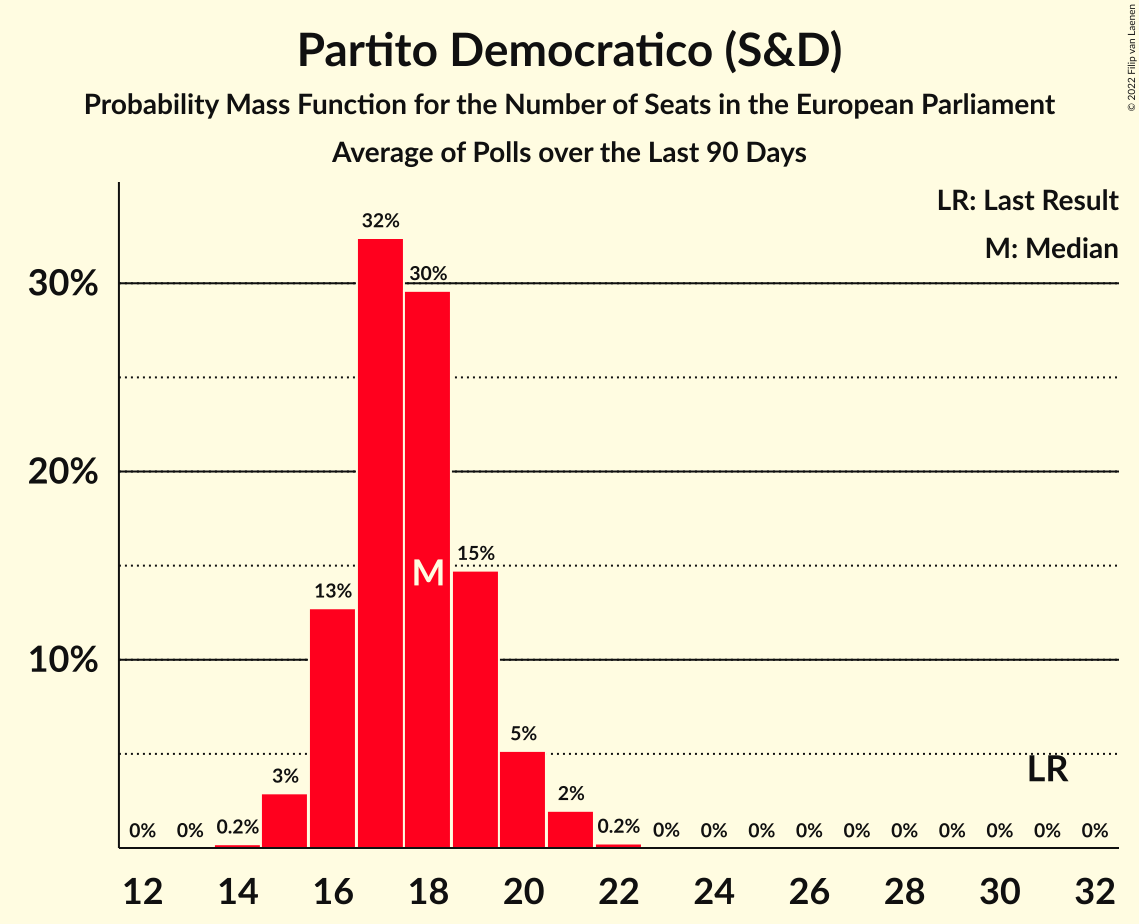 Partito Democratico (S&D)
Probability Mass Function for the Number of Seats in the European Parliament
Average of Polls over the Last 90 Days
© 2022 Filip van Laenen
LR: Last Result
M: Median
30%
20%
10%
0%
0%
0.2%
3%
13%
32%
30%
15%
5%
2%
0.2%
0%
0%
0%
0%
0%
0%
0%
0%
0%
0%
M
LR
12 14 16 18 20 22 24 26 28 30 32